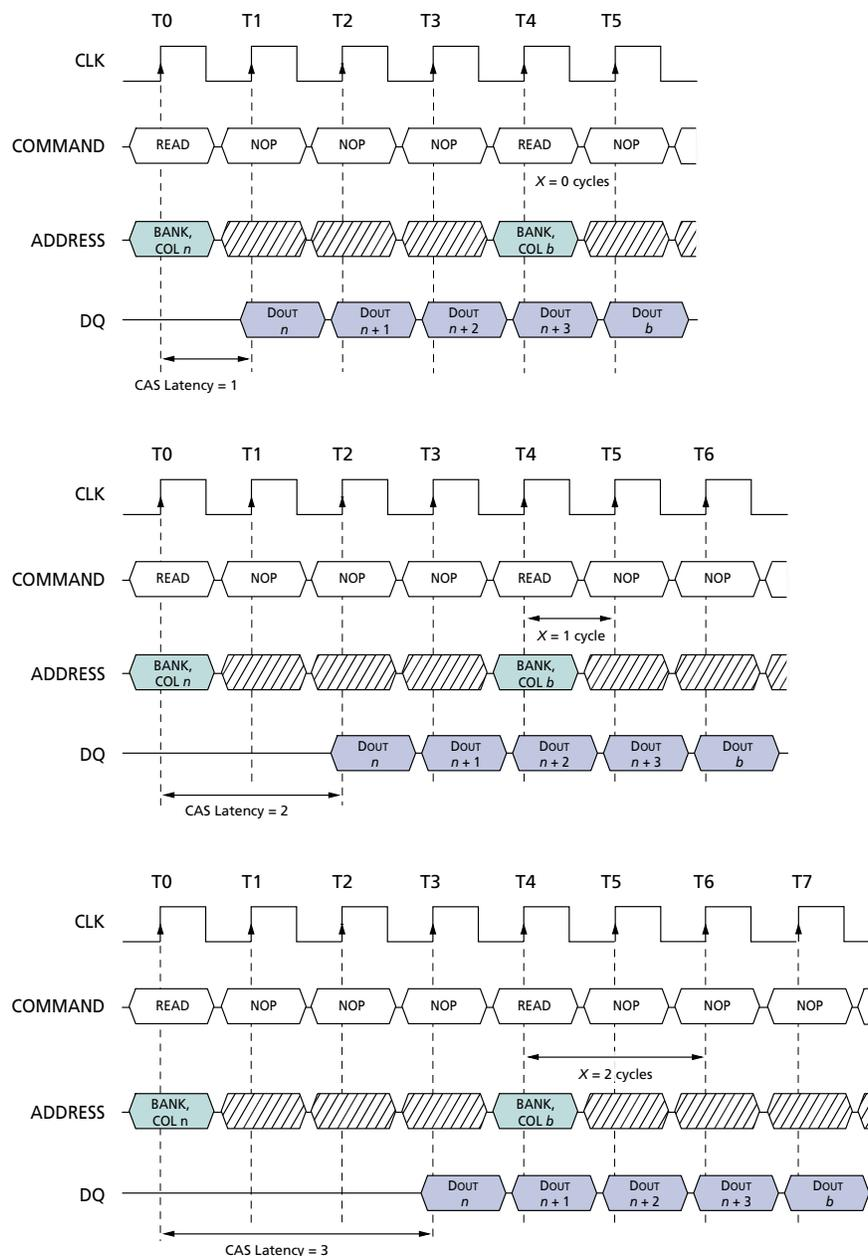 T0 T1 T2 T3 T4 T5
CLK
COMMAND READ NOP NOP NOP READ NOP
X = 0 cycles
ADDRESS BANK, COL n BANK, COL b
DQ DOUT n DOUT n + 1 DOUT n + 2 DOUT n + 3 DOUT b
CAS Latency = 1
T0 T1 T2 T3 T4 T5 T6
CLK
COMMAND READ NOP NOP NOP READ NOP NOP
X = 1 cycle
ADDRESS BANK, COL n BANK, COL b
DQ DOUT n DOUT n + 1 DOUT n + 2 DOUT n + 3 DOUT b
CAS Latency = 2
T0 T1 T2 T3 T4 T5 T6 T7
CLK
COMMAND READ NOP NOP NOP READ NOP NOP NOP
X = 2 cycles
ADDRESS BANK, COL n BANK, COL b
DQ DOUT n DOUT n + 1 DOUT n + 2 DOUT n + 3 DOUT b
CAS Latency = 3